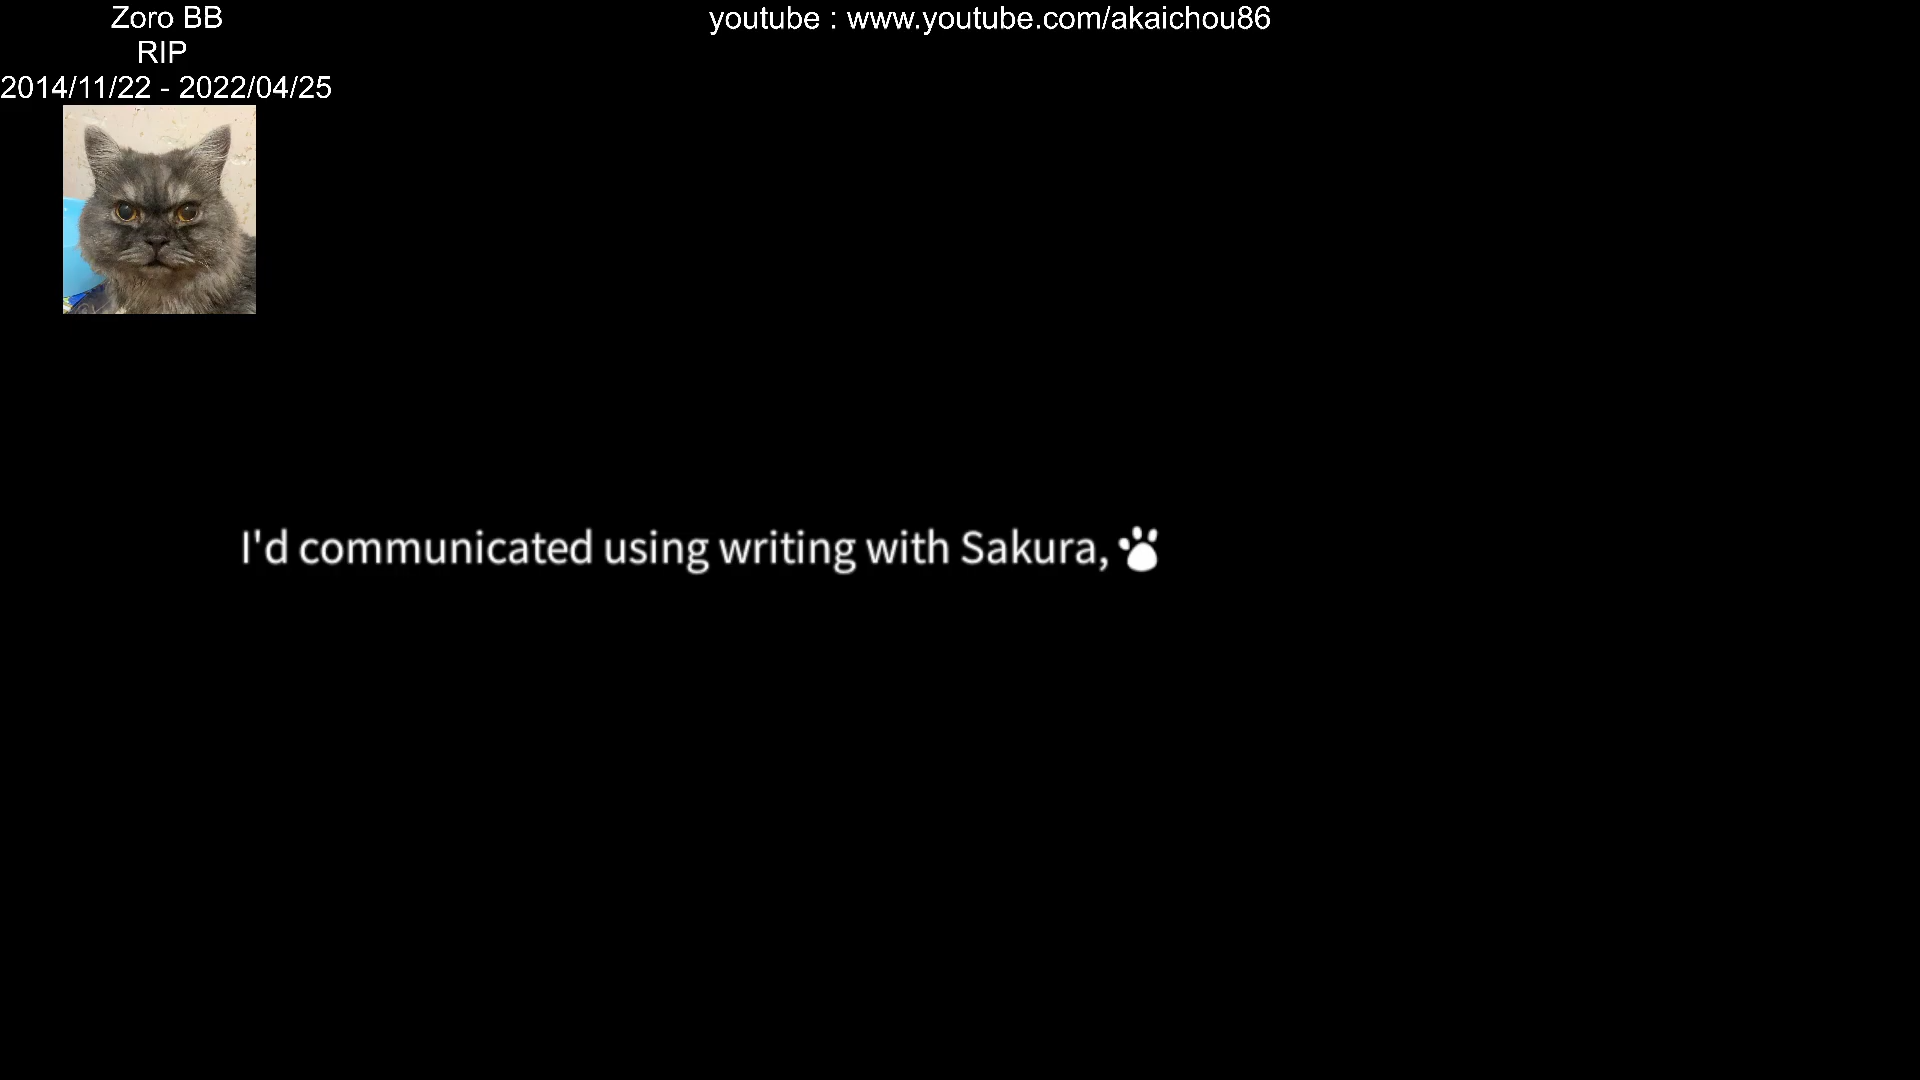 Zoro BB
RIP
2014/11/22 - 2022/04/25
youtube : www.youtube.com/akaichou86
I'd communicated using writing with Sakura,